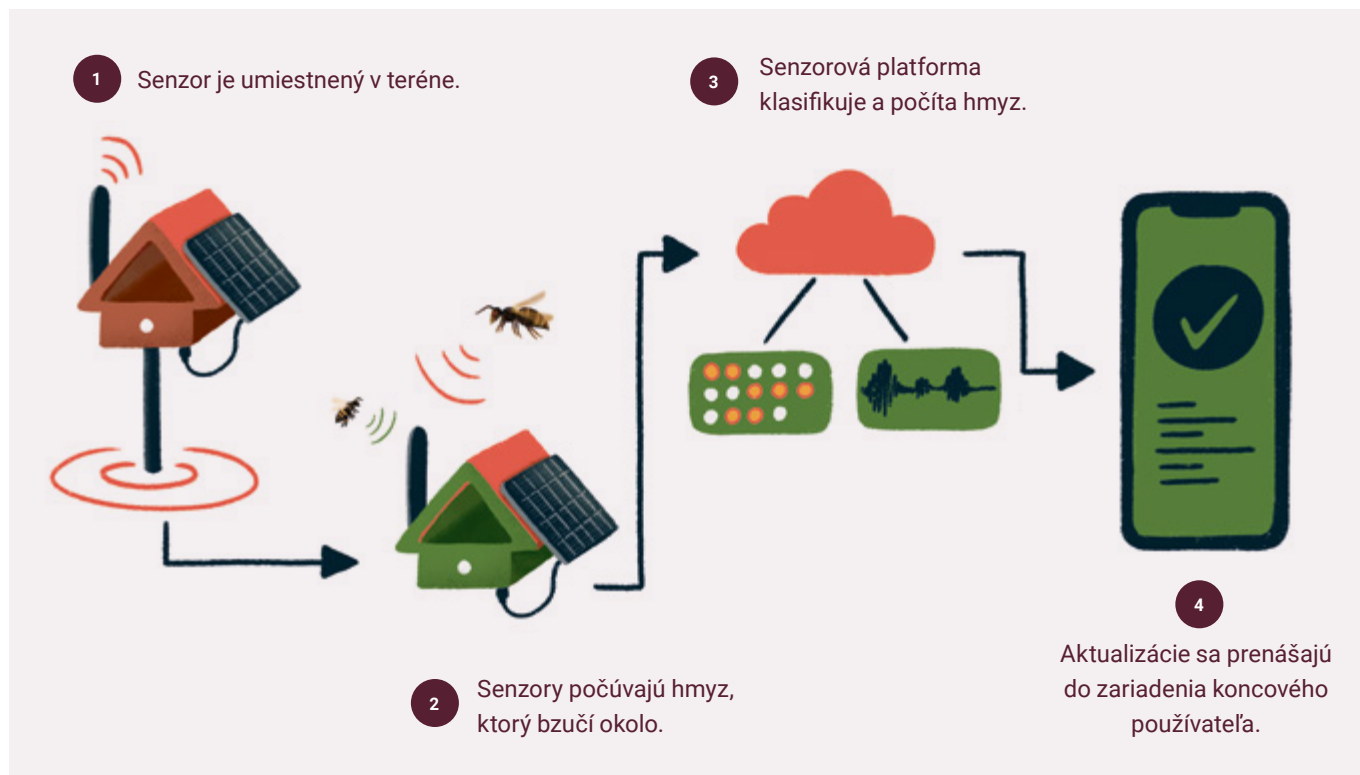 1
Senzor je umiestnený v teréne.
2
Senzory počúvajú hmyz,
ktorý bzučí okolo.
3
Senzorová platforma
klasifikuje a počíta hmyz.
4
Aktualizácie sa prenášajú
do zariadenia koncového
používateľa.